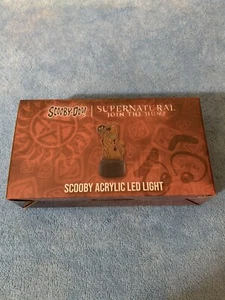 SCOOBY-DOO!
SUPERNATURAL
JOIN THE HUNT
SCOOBY ACRYLIC LED LIGHT